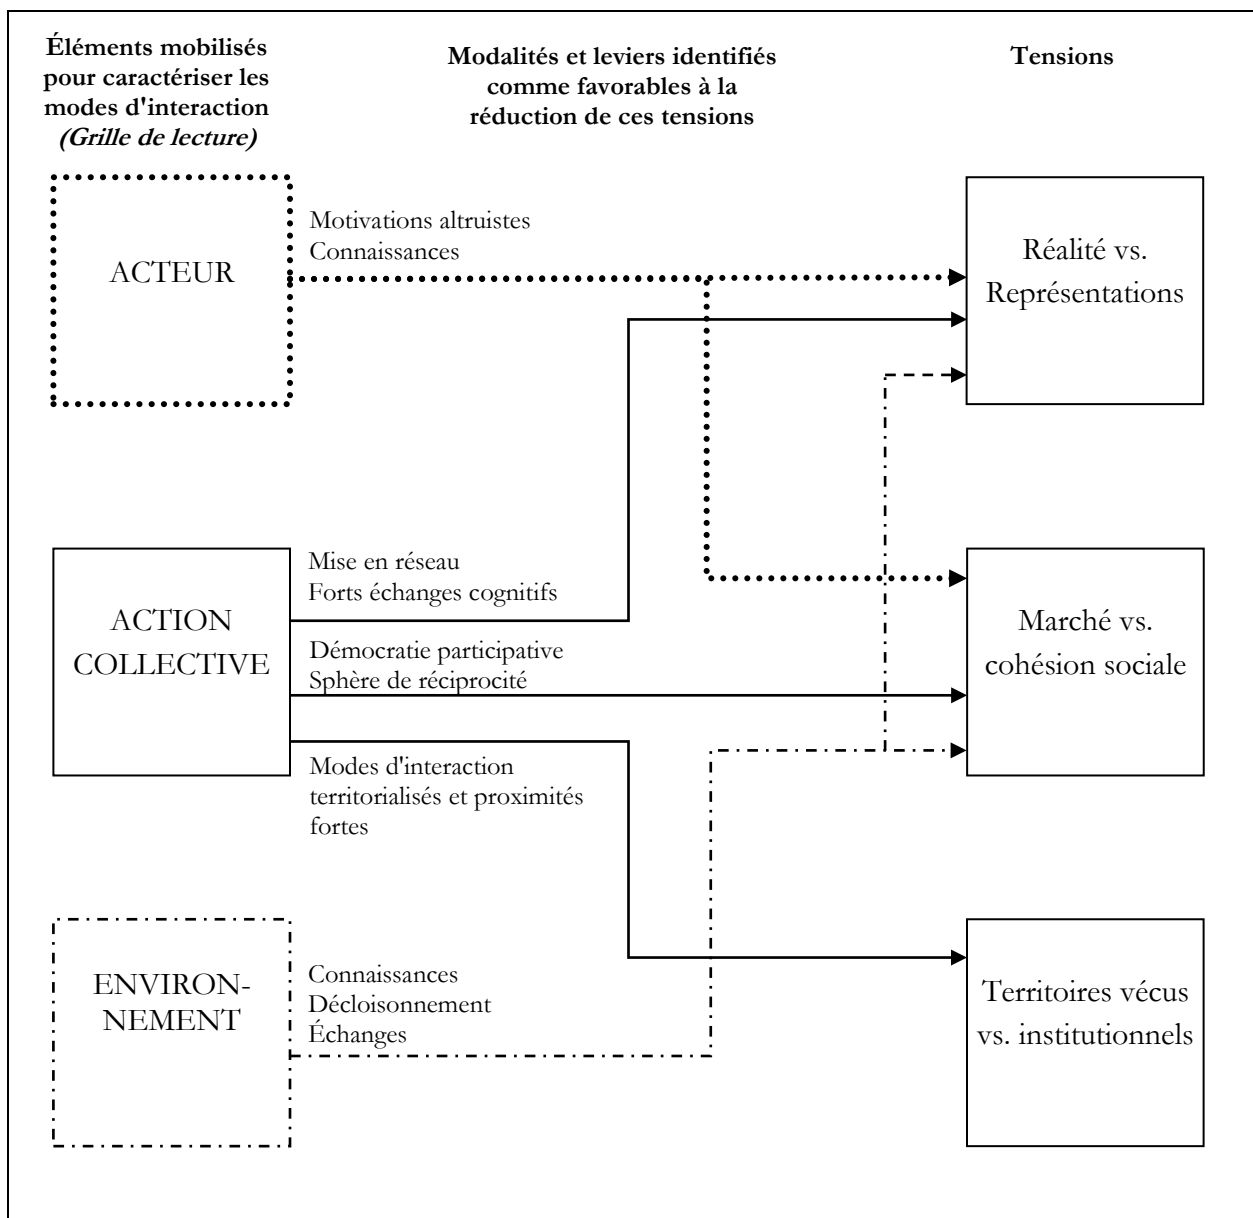 Éléments mobilisés
pour caractériser les
modes d'interaction
(Grille de lecture)
Modalités et leviers identifiés
comme favorables à la
réduction de ces tensions
Tensions
ACTEUR
Motivations altruistes
Connaissances
Réalité vs.
Représentations
ACTION
COLLECTIVE
Mise en réseau
Forts échanges cognitifs
Démocratie participative
Sphère de réciprocité
Modes d'interaction
territorialisés et proximités
fortes
Marché vs.
cohésion sociale
ENVIRON-
NEMENT
Connaissances
Décloisonnement
Échanges
Territoires vécus
vs. institutionnels